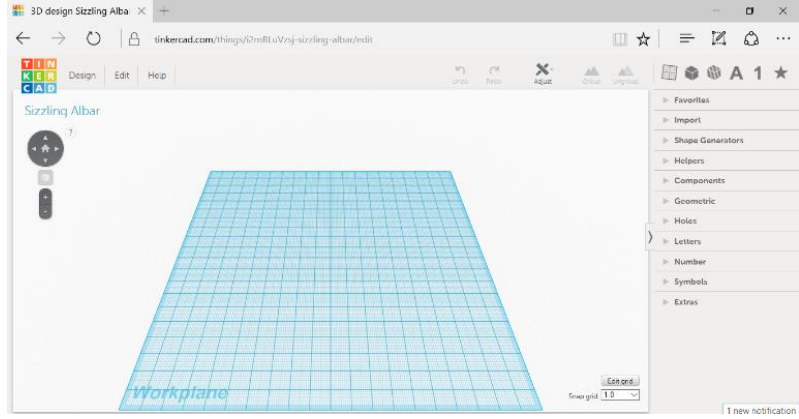 3D design Sizzling Alba
tinkercad.com/things/
-sizzling-albar/edit
TIN
KER
CAD
Design Edit Help
Undo Redo Adjust Group Ungroup
A 1
Sizzling Albar
?
Favorites
Import
Shape Generators
Helpers
Components
Geometric
Holes
Letters
Number
Symbols
Extras
Workplane
Edit grid
Snap grid 1.0
1 new notification